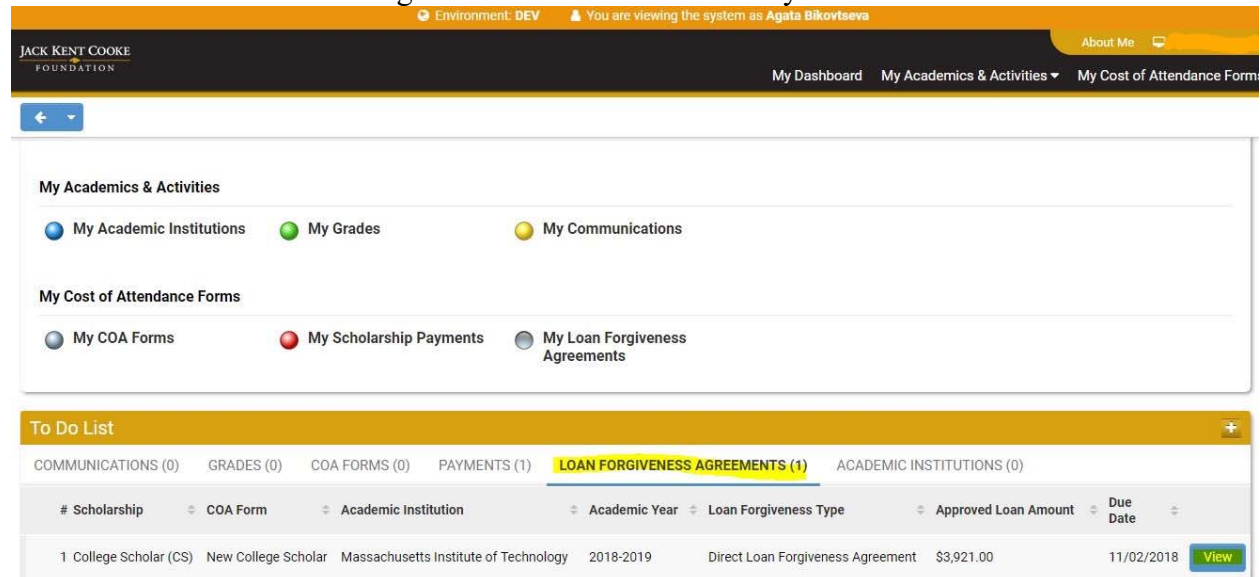 Environment: DEV You are viewing the system as Agata Bikovtseva
JACK KENT COOKE
FOUNDATION
About Me
My Dashboard My Academics & Activities My Cost of Attendance Forms
My Academics & Activities
My Academic Institutions My Grades My Communications
My Cost of Attendance Forms
My COA Forms My Scholarship Payments My Loan Forgiveness
Agreements
To Do List
COMMUNICATIONS (0) GRADES (0) COA FORMS (0) PAYMENTS (1) LOAN FORGIVENESS AGREEMENTS (1) ACADEMIC INSTITUTIONS (0)
# Scholarship COA Form Academic Institution Academic Year Loan Forgiveness Type Approved Loan Amount Due
Date
1 College Scholar (CS) New College Scholar Massachusetts Institute of Technology 2018-2019 Direct Loan Forgiveness Agreement $3,921.00 11/02/2018 View